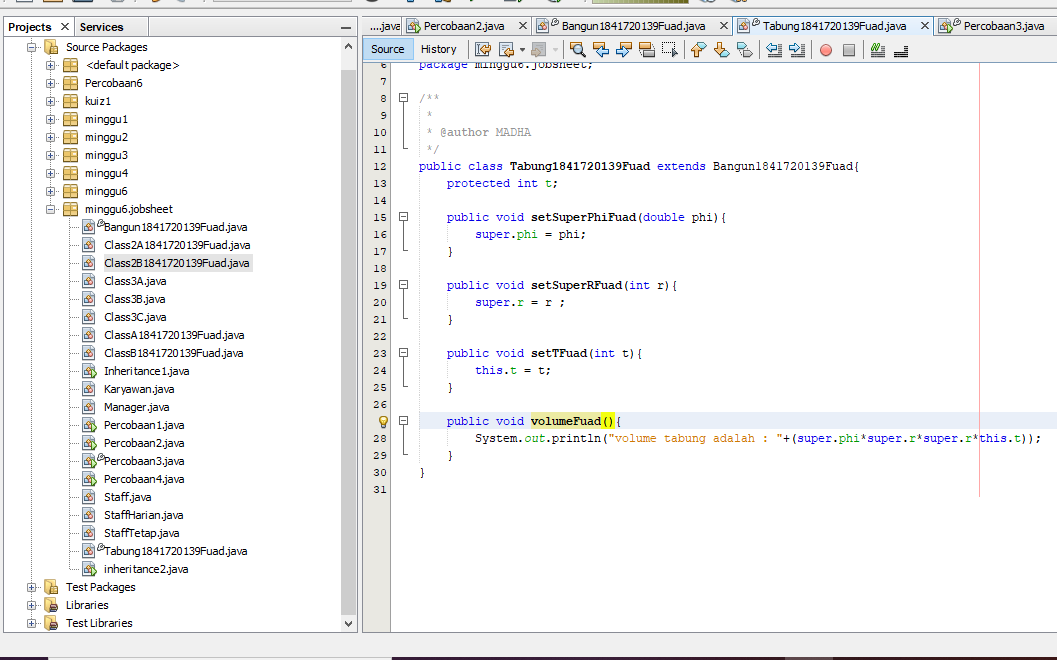 Projects × Services
Source Packages
<default package>
Percobaan6
kuiz1
minggu1
minggu2
minggu3
minggu4
minggu6
minggu6.jobsheet
Bangun1841720139Fuad.java
Class2A1841720139Fuad.java
Class2B1841720139Fuad.java
Class3A.java
Class3B.java
Class3C.java
ClassA1841720139Fuad.java
ClassB1841720139Fuad.java
Inheritance1.java
Karyawan.java
Manager.java
Percobaan1.java
Percobaan2.java
Percobaan3.java
Percobaan4.java
Staff.java
StaffHarian.java
StaffTetap.java
Tabung1841720139Fuad.java
inheritance2.java
Test Packages
Libraries
Test Libraries
....java Percobaan2.java × Bangun1841720139Fuad.java × Tabung1841720139Fuad.java × Percobaan3.java
Source History
6 package minggu6.jobsheet;
7
8 /**
9 *
10 * @author MADHA
11 */
12 public class Tabung1841720139Fuad extends Bangun1841720139Fuad{
13 protected int t;
14
15 public void setSuperPhiFuad(double phi){
16 super.phi = phi;
17 }
18
19 public void setSuperRFuad(int r){
20 super.r = r ;
21 }
22
23 public void setTFuad(int t){
24 this.t = t;
25 }
26
public void volumeFuad(){
28 System.out.println("volume tabung adalah : "+(super.phi*super.r*super.r*this.t));
29 }
30 }
31